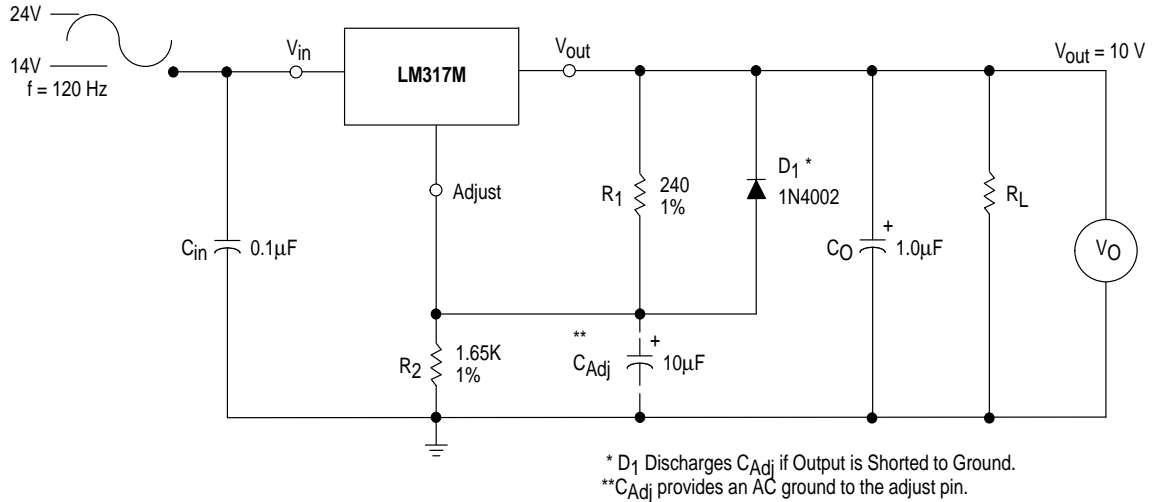 24V
14V
f = 120 Hz
Vin
LM317M
Vout
Vout = 10 V
Adjust
R1
240
1%
D1 *
1N4002
RL
Cin
0.1µF
CO
+
1.0µF
VO
R2
1.65K
1%
**
CAdj
+
10µF
* D1 Discharges CAdj if Output is Shorted to Ground.
**CAdj provides an AC ground to the adjust pin.